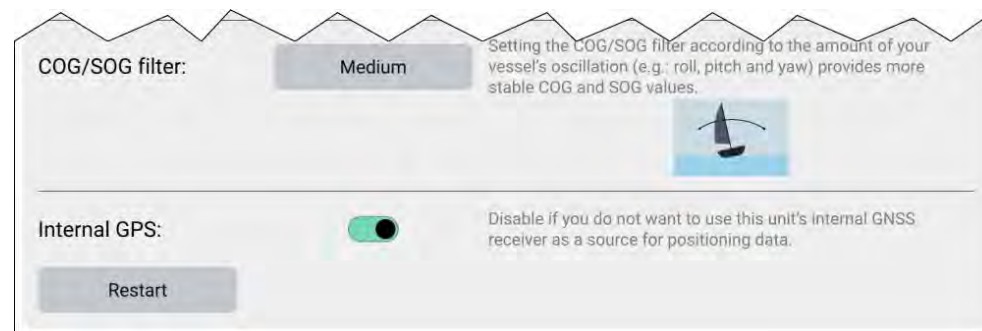 COG/SOG filter:
Medium
Setting the COG/SOG filter according to the amount of your
vessel's oscillation (e.g.: roll, pitch and yaw) provides more
stable COG and SOG values.
Internal GPS:
Disable if you do not want to use this unit's internal GNSS
receiver as a source for positioning data.
Restart